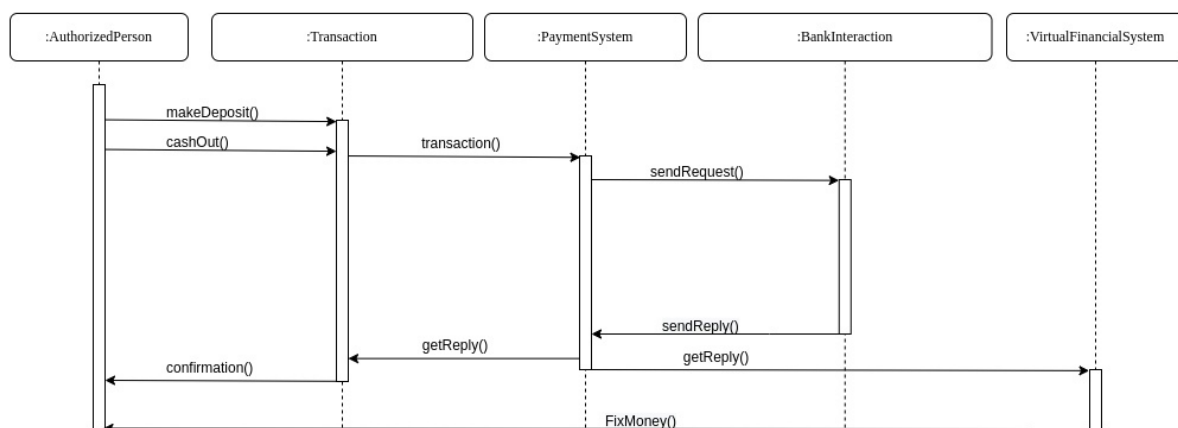 :AuthorizedPerson
:Transaction
:PaymentSystem
:BankInteraction
:VirtualFinancialSystem
makeDeposit()
cashOut()
transaction()
sendRequest()
sendReply()
getReply()
getReply()
confirmation()
FixMoney()